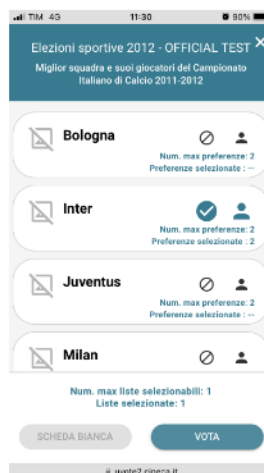 TIM 4G 11:30 90%
Elezioni sportive 2012 - OFFICIAL TEST
Miglior squadra e suoi giocatori del Campionato
Italiano di Calcio 2011-2012
Bologna
Num. max preferenze: 2
Preferenze selezionate : --
Inter
Num. max preferenze: 2
Preferenze selezionate : 2
Juventus
Num. max preferenze: 2
Preferenze selezionate : --
Milan
Num. max liste selezionabili: 1
Liste selezionate: 1
SCHEDA BIANCA VOTA
uvote2.cineca.it